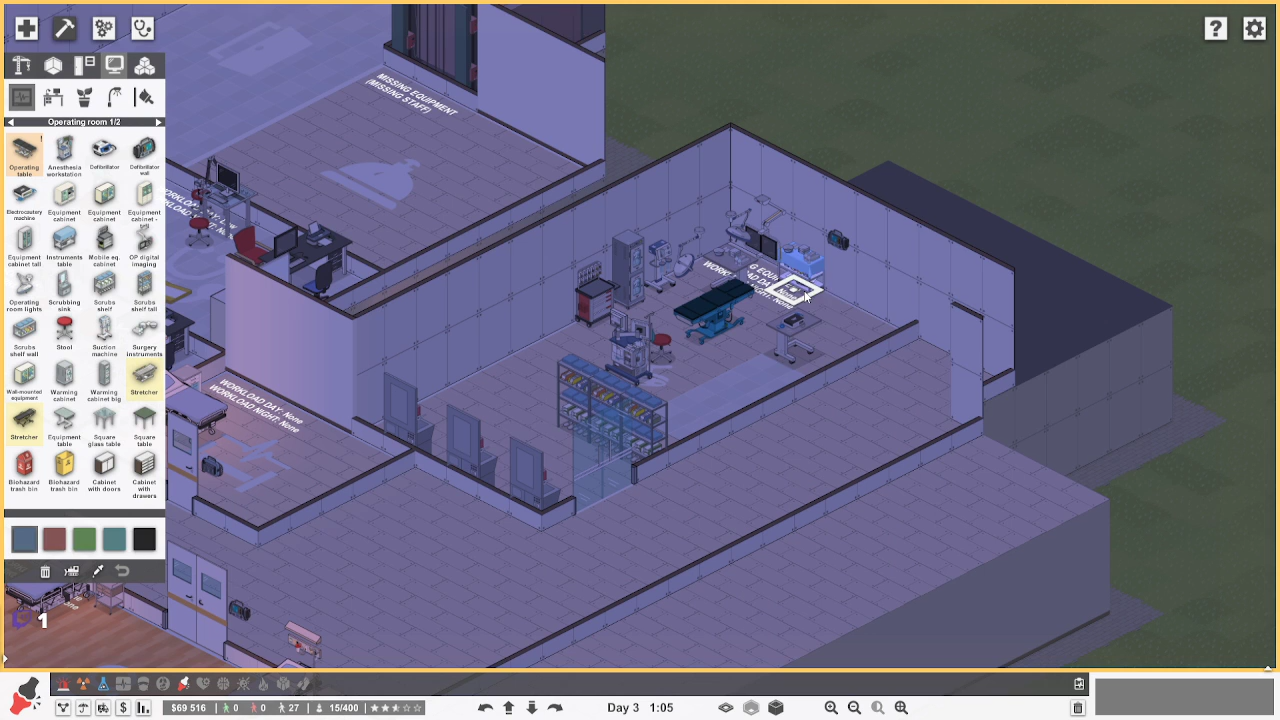 Operating room 1/2
Operating table
1
Anesthesia workstation
Defibrillator
Defibrillator wall
Electrocautery machine
Equipment cabinet
Equipment cabinet
Equipment cabinet - tall
Equipment cabinet tall
Instruments table
Mobile eq. cabinet
OP digital imaging
Operating room lights
Scrubbing sink
Scrubs shelf
Scrubs shelf tall
Scrubs shelf wall
Stool
Suction machine
Surgery instruments
Wall-mounted equipment
Warming cabinet
Warming cabinet big
Stretcher
Stretcher
Equipment table
Square glass table
Square table
Biohazard trash bin
Biohazard trash bin
Cabinet with doors
Cabinet with drawers
MISSING EQUIPMENT
(MISSING STAFF)
WORKLOAD DAY: None
WORKLOAD NIGHT: None
1
$69 516
0
0
27
15/400
Day 3 1:05
?